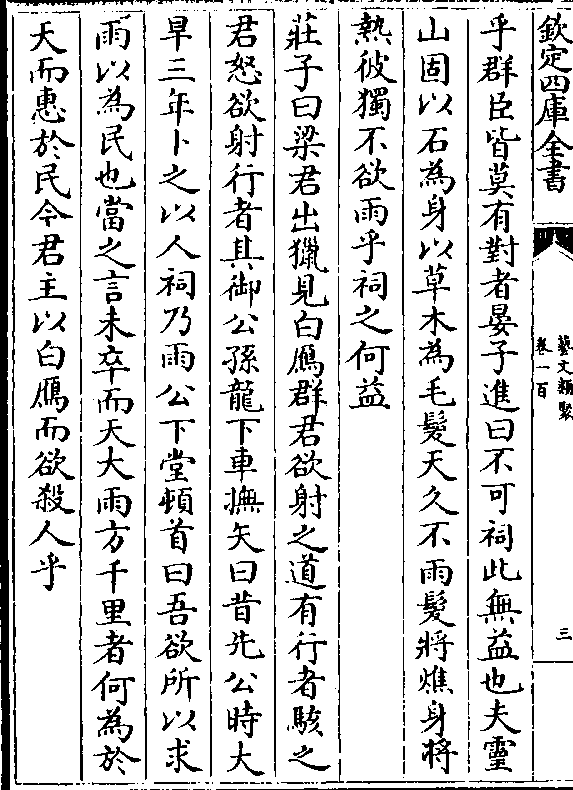 欽定四庫全書
藝文類聚
卷一百
三
乎群臣皆莫有對者晏子進曰不可祠此無益也夫靈
山固以石為身以草木為毛髮天久不雨髮將燋身將
熱彼獨不欲雨乎祠之何益
莊子曰梁君出獵見白鴈群君欲射之道有行者駭之
君怒欲射行者其御公孫龍下車撫矢曰昔先公時大
旱三年卜之以人祠乃雨公下堂頓首曰吾欲所以求
雨以為民也當之言未卒而天大雨方千里者何為於
天而惠於民今君主以白鴈而欲殺人乎